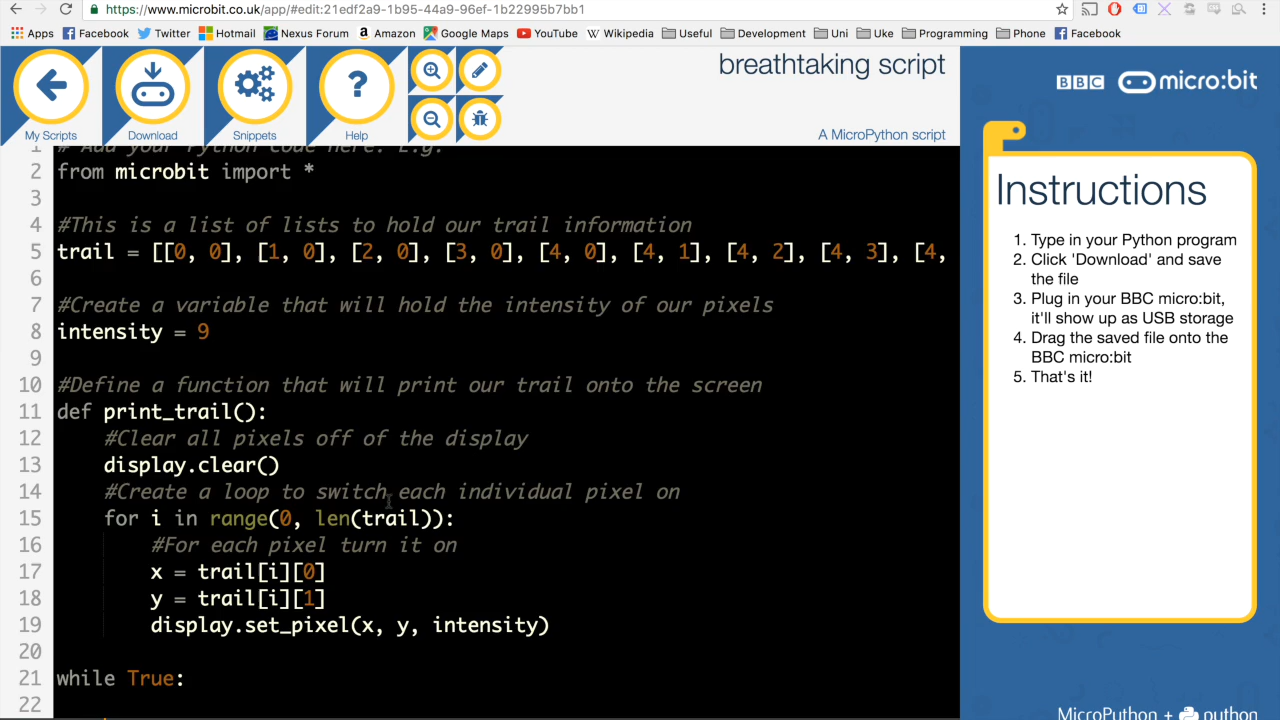 https://www.microbit.co.uk/app/#edit:21edf2a9-1b95-44a9-96ef-1b22995b7bb1
Apps Facebook Twitter Hotmail Nexus Forum Amazon Google Maps YouTube Wikipedia Useful Development Uni Uke Programming Phone Facebook
My Scripts Download Snippets Help
breathtaking script
A MicroPython script
1 # Add your Python code here. E.g.
2 from microbit import *
3
4 #This is a list of lists to hold our trail information
5 trail = [[0, 0], [1, 0], [2, 0], [3, 0], [4, 0], [4, 1], [4, 2], [4, 3], [4,
6
7 #Create a variable that will hold the intensity of our pixels
8 intensity = 9
9
10 #Define a function that will print our trail onto the screen
11 def print_trail():
12 #Clear all pixels off of the display
13 display.clear()
14 #Create a loop to switch each individual pixel on
15 for i in range(0, len(trail)):
16 #For each pixel turn it on
17 x = trail[i][0]
18 y = trail[i][1]
19 display.set_pixel(x, y, intensity)
20
21 while True:
22
BBC micro:bit
Instructions
1. Type in your Python program
2. Click 'Download' and save
the file
3. Plug in your BBC micro:bit,
it'll show up as USB storage
4. Drag the saved file onto the
BBC micro:bit
5. That's it!
MicroPython + python